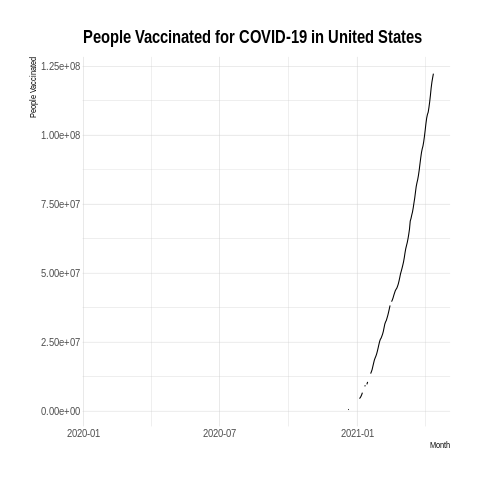 People Vaccinated for COVID-19 in United States
People Vaccinated
1.25e+08
1.00e+08
7.50e+07
5.00e+07
2.50e+07
0.00e+00
2020-01 2020-07 2021-01
Month